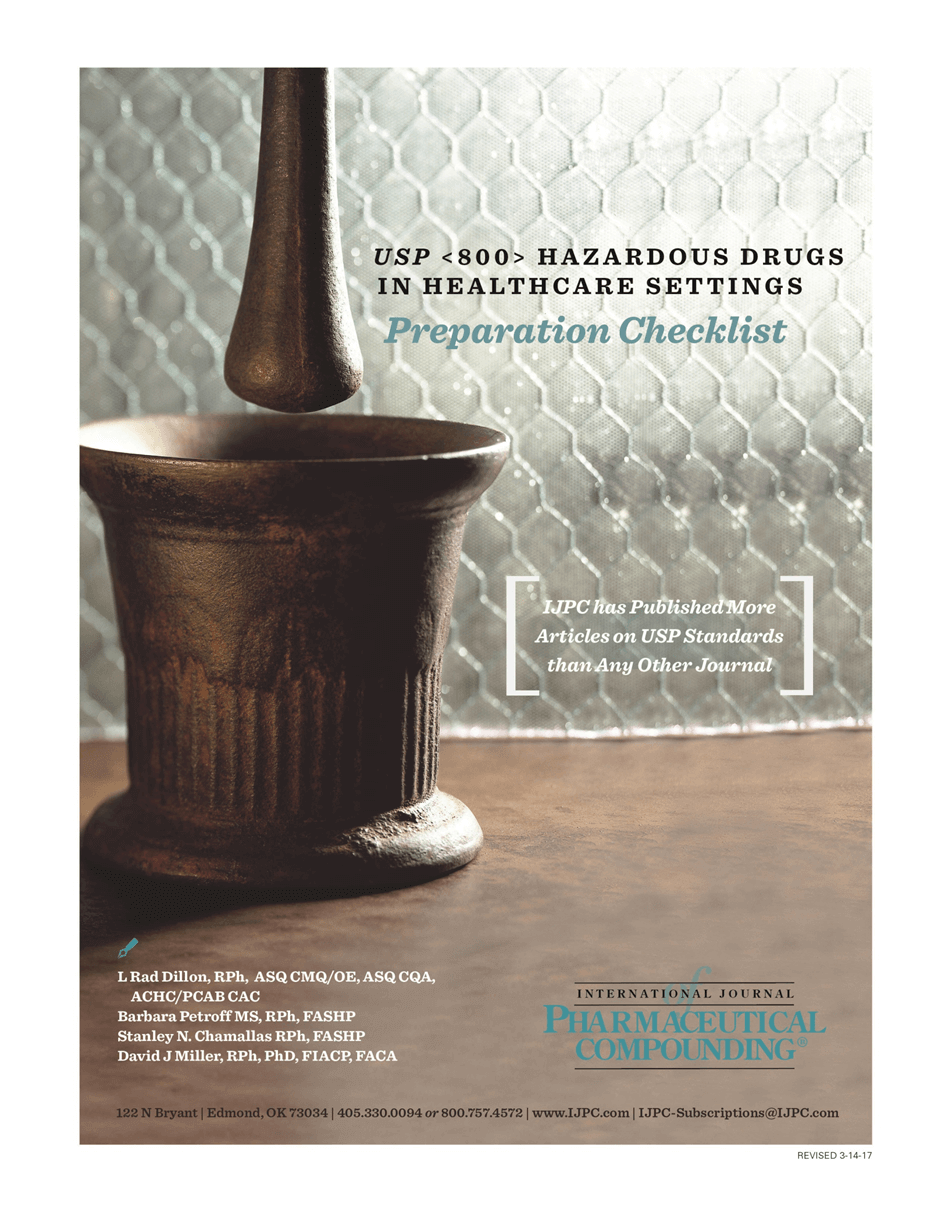 USP <800> HAZARDOUS DRUGS
IN HEALTHCARE SETTINGS
Preparation Checklist
IJPC has Published More
Articles on USP Standards
than Any Other Journal
L Rad Dillon, RPh, ASQ CMQ/OE, ASQ CQA,
ACHC/PCAB CAC
Barbara Petroff MS, RPh, FASHP
Stanley N. Chamallas RPh, FASHP
David J Miller, RPh, PhD, FIACP, FACA
INTERNATIONAL JOURNAL
of
PHARMACEUTICAL
COMPOUNDING®
122 N Bryant | Edmond, OK 73034 | 405.330.0094 or 800.757.4572 | www.IJPC.com | IJPC-Subscriptions@IJPC.com
REVISED 3-14-17